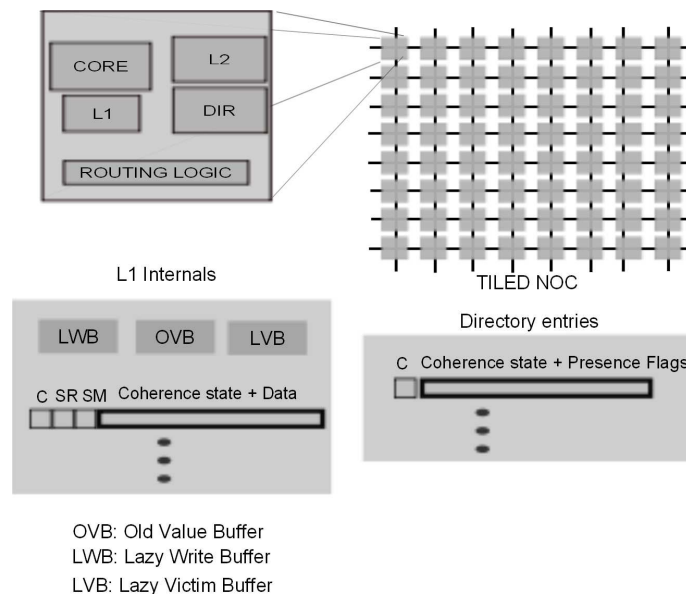 CORE
L2
L1
DIR
ROUTING LOGIC
TILED NOC
L1 Internals
LWB OVB LVB
C SR SM Coherence state + Data
Directory entries
C Coherence state + Presence Flags
OVB: Old Value Buffer
LWB: Lazy Write Buffer
LVB: Lazy Victim Buffer